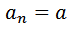 aₙ = a